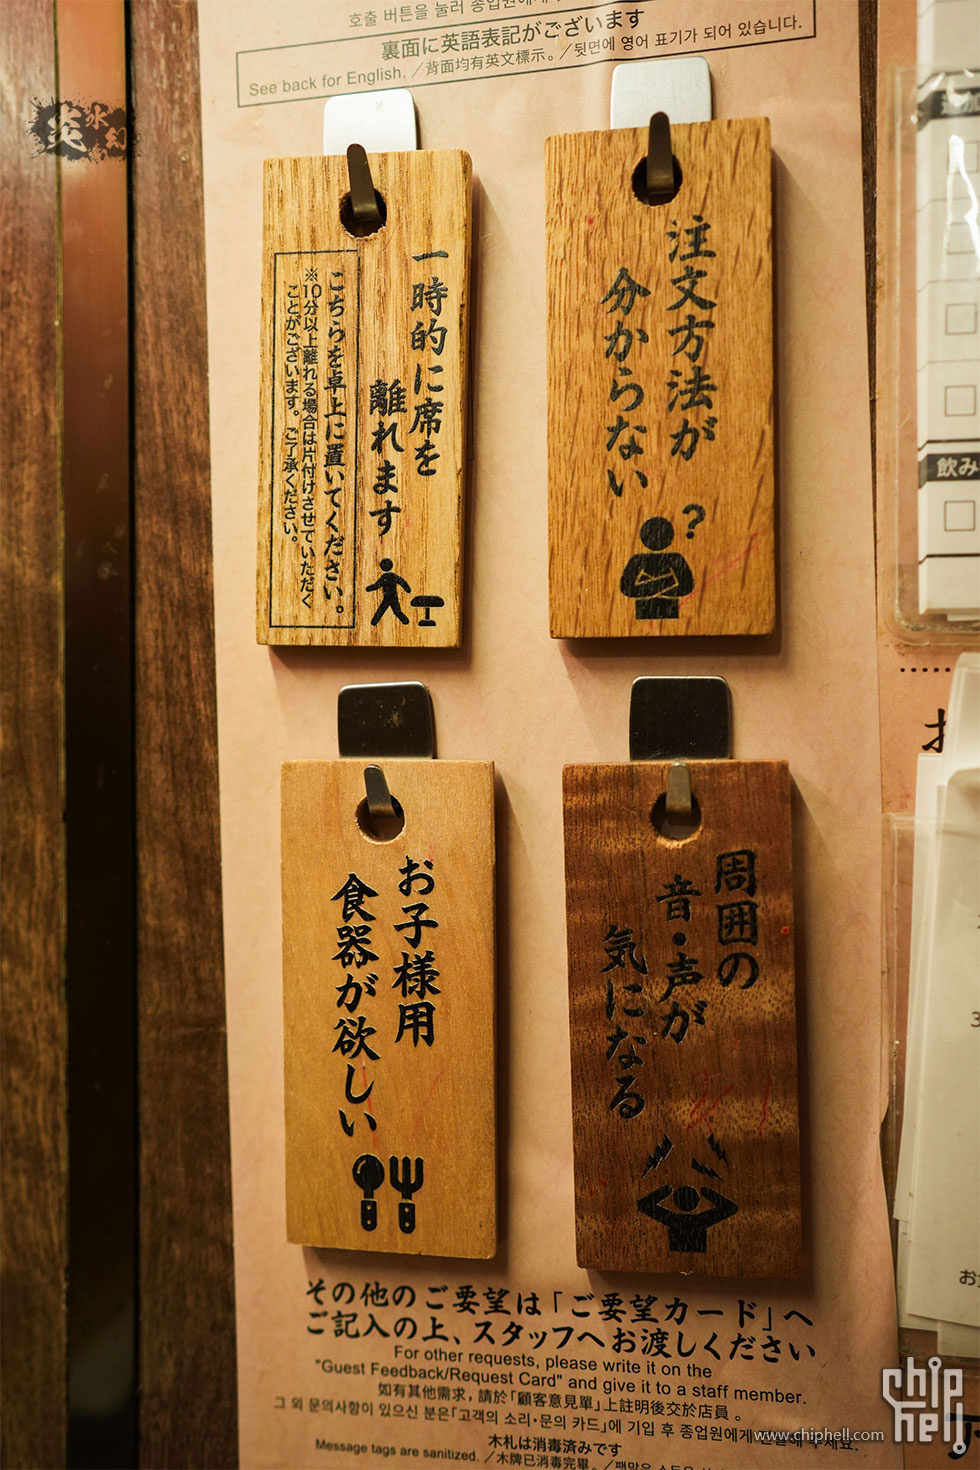 호출 버튼을 눌러 종업원에게
裏面に英語表記がございます
See back for English. ／背面均有英文標示。／뒷면에 영어 표기가 되어 있습니다.
炎氷幻
一時的に席を
離れます
こちらを卓上に置いてください。
※10分以上離れる場合は片付けさせていただく
ことがございます。ご了承ください。
注文方法が
分からない
?
お子様用
食器が欲しい
周囲の
音・声が
気になる
飲み
その他のご要望は「ご要望カード」へ
ご記入の上、スタッフへお渡しください
For other requests, please write it on the
"Guest Feedback/Request Card" and give it to a staff member.
如有其他需求，請於「顧客意見單」上註明後交於店員 。
그 외 문의사항이 있으신 분은「고객의 소리・문의 카드」에 기입 후 종업원에게
木札は消毒済みです
Message tags are sanitized. ／木牌已消毒完畢。／
chip
hell
www.chiphell.com